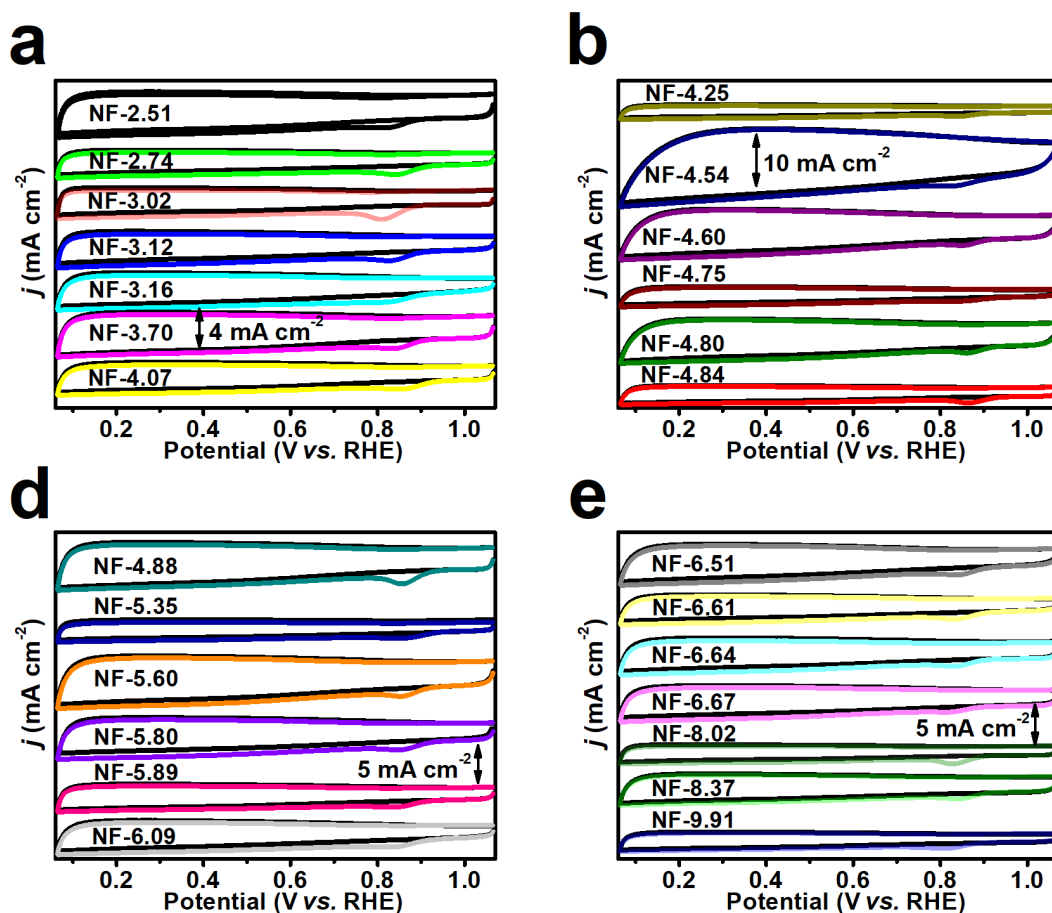 a
NF-2.51
NF-2.74
NF-3.02
NF-3.12
NF-3.16
NF-3.70
4 mA cm-2
NF-4.07
j (mA cm-2)
0.2 0.4 0.6 0.8 1.0
Potential (V vs. RHE)
b
NF-4.25
10 mA cm-2
NF-4.54
NF-4.60
NF-4.75
NF-4.80
NF-4.84
j (mA cm-2)
0.2 0.4 0.6 0.8 1.0
Potential (V vs. RHE)
d
NF-4.88
NF-5.35
NF-5.60
NF-5.80
5 mA cm-2
NF-5.89
NF-6.09
j (mA cm-2)
0.2 0.4 0.6 0.8 1.0
Potential (V vs. RHE)
e
NF-6.51
NF-6.61
NF-6.64
NF-6.67
5 mA cm-2
NF-8.02
NF-8.37
NF-9.91
j (mA cm-2)
0.2 0.4 0.6 0.8 1.0
Potential (V vs. RHE)